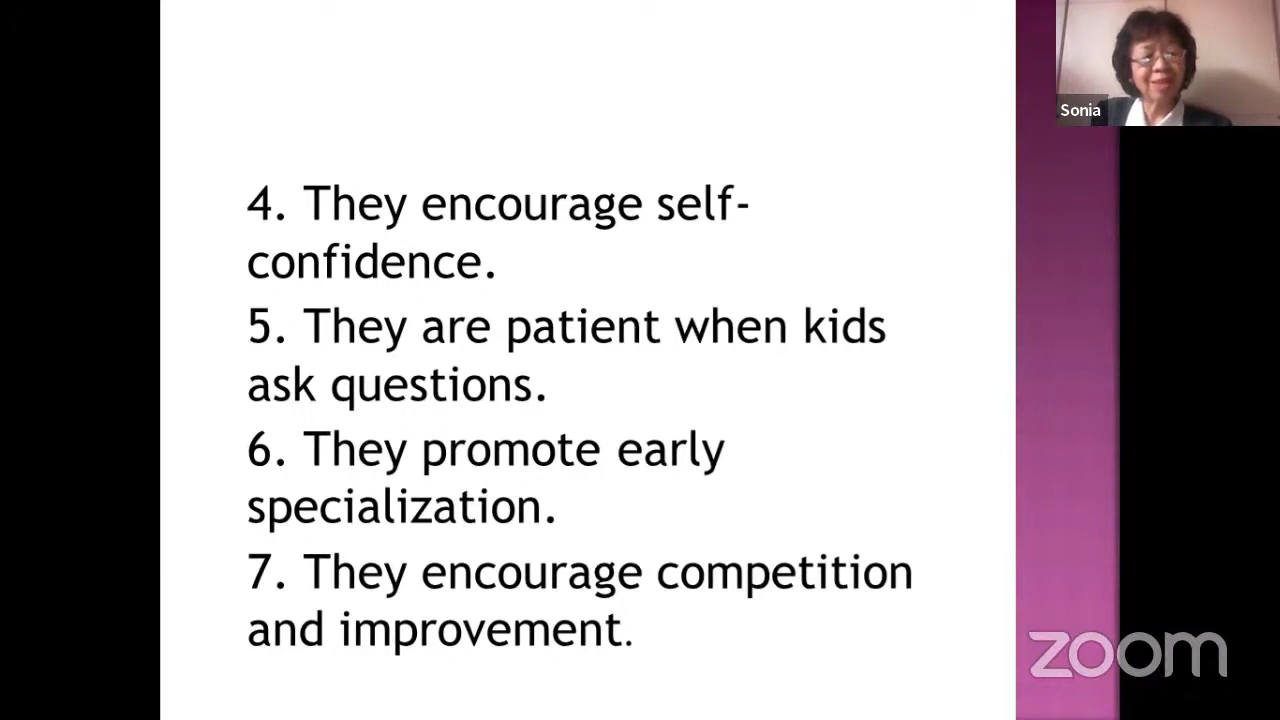 Sonia
4. They encourage self-
confidence.
5. They are patient when kids
ask questions.
6. They promote early
specialization.
7. They encourage competition
and improvement.
zoom